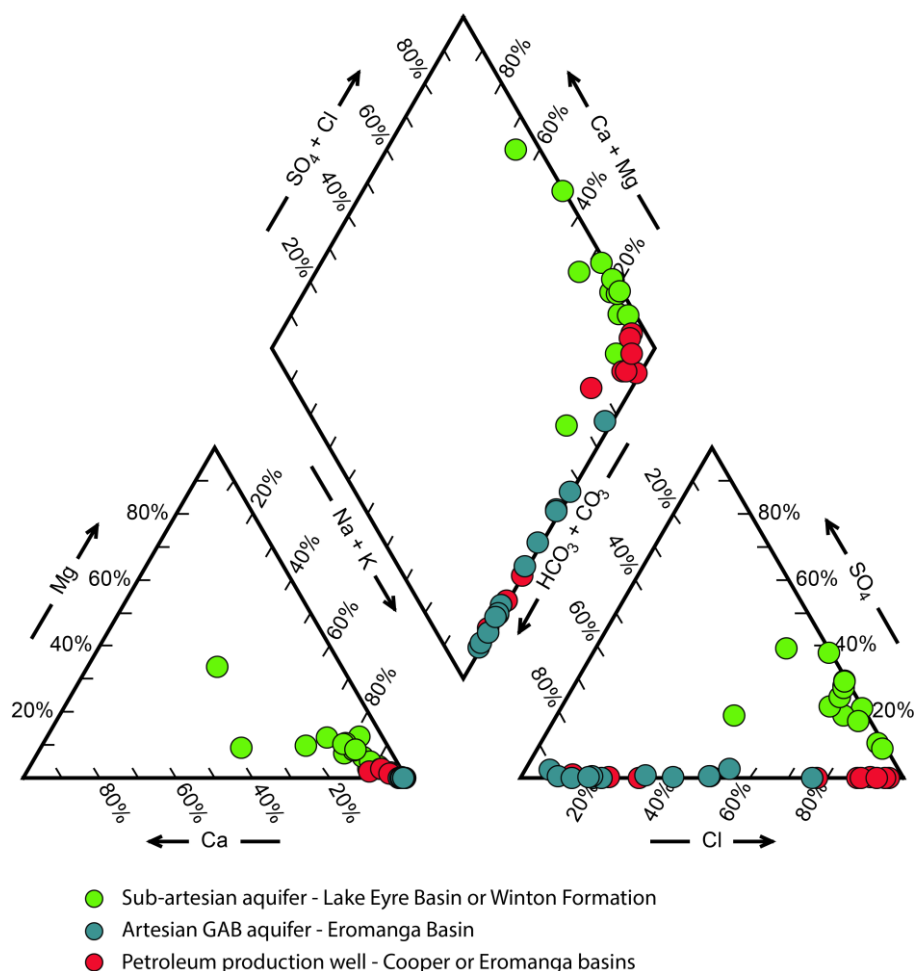 80%
80%
SO₄ + Cl
Ca + Mg
60%
60%
40%
40%
20%
20%
Na + K
HCO₃ + CO₃
Mg
80%
60%
40%
20%
20%
40%
60%
80%
80%
60%
40%
20%
Ca
20%
40%
60%
80%
80%
60%
40%
20%
SO₄
20%
40%
60%
80%
Cl
Sub-artesian aquifer - Lake Eyre Basin or Winton Formation
Artesian GAB aquifer - Eromanga Basin
Petroleum production well - Cooper or Eromanga basins